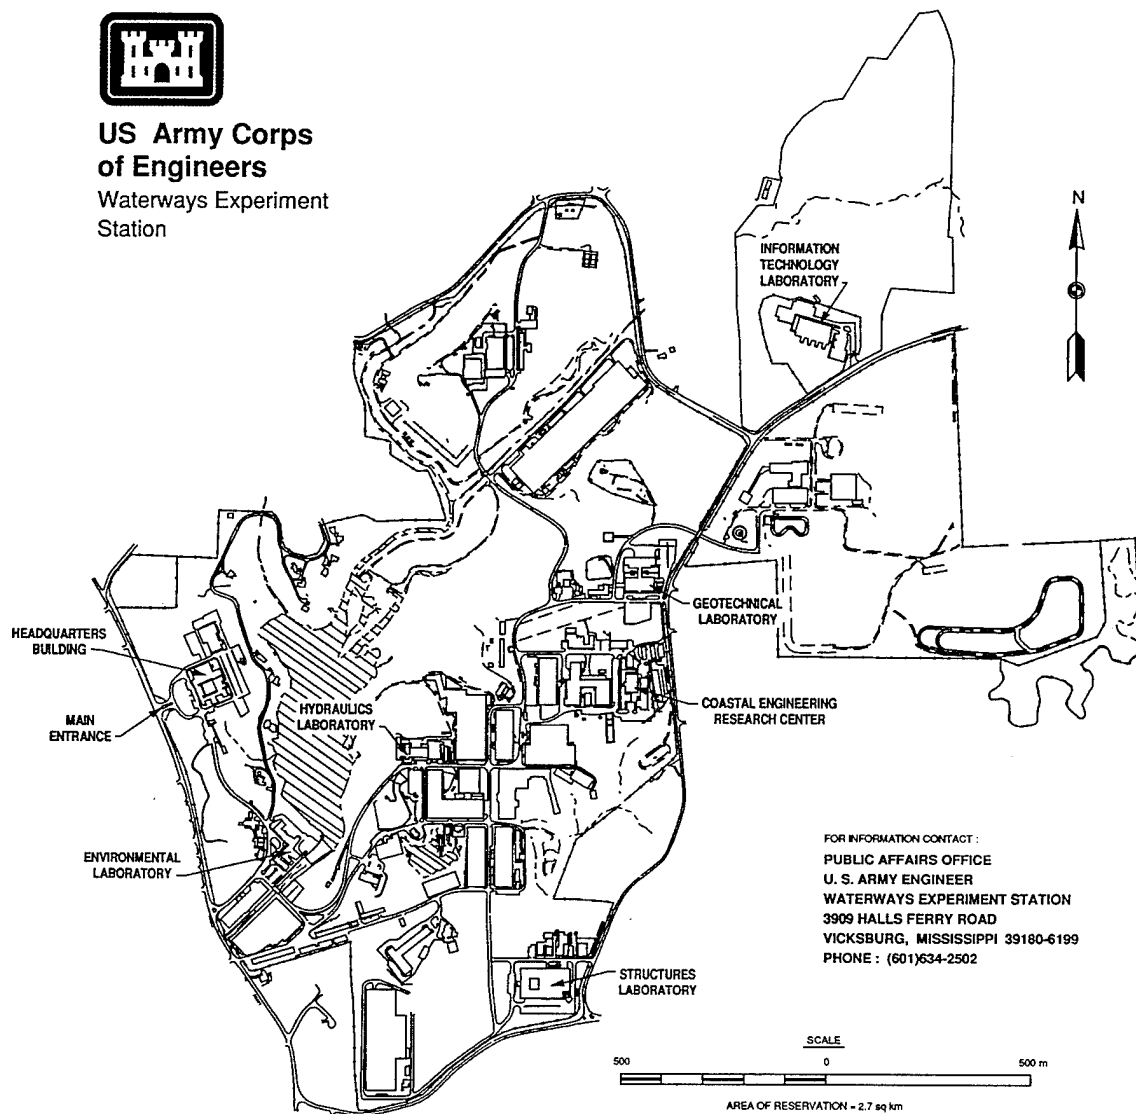 US Army Corps
of Engineers
Waterways Experiment
Station
N
INFORMATION
TECHNOLOGY
LABORATORY
GEOTECHNICAL
LABORATORY
HEADQUARTERS
BUILDING
MAIN
ENTRANCE
HYDRAULICS
LABORATORY
COASTAL ENGINEERING
RESEARCH CENTER
ENVIRONMENTAL
LABORATORY
STRUCTURES
LABORATORY
FOR INFORMATION CONTACT :
PUBLIC AFFAIRS OFFICE
U. S. ARMY ENGINEER
WATERWAYS EXPERIMENT STATION
3909 HALLS FERRY ROAD
VICKSBURG, MISSISSIPPI 39180-6199
PHONE : (601)634-2502
SCALE
500 0 500 m
AREA OF RESERVATION = 2.7 sq km